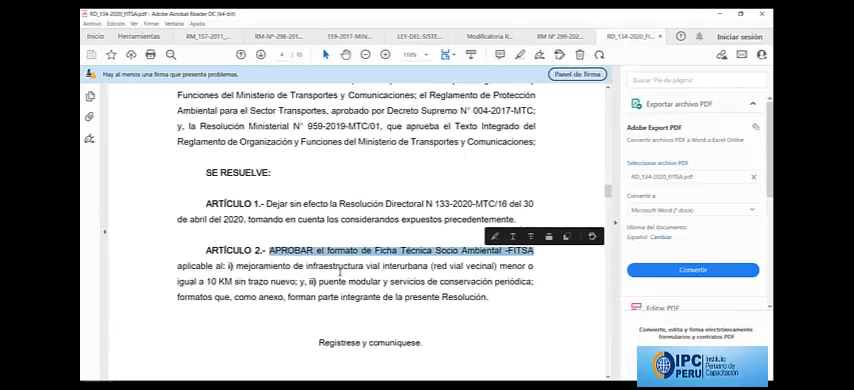 RD_134-2020_FITSA.pdf - Adobe Acrobat Reader DC (64-bit)
Archivo Edición Ver Firmar Ventana Ayuda
Inicio Herramientas RM_157-2011_... RM-N°-298-201... 159-2017-MIN... LEY-DEL-SISTE... Modificatoria R... RM N° 299-202... RD_134-2020_FI... Iniciar sesión
4 / 10 118%
Hay al menos una firma que presenta problemas. Panel de firma
Funciones del Ministerio de Transportes y Comunicaciones; el Reglamento de Protección
Ambiental para el Sector Transportes, aprobado por Decreto Supremo N° 004-2017-MTC;
y, la Resolución Ministerial N° 959-2019-MTC/01, que aprueba el Texto Integrado del
Reglamento de Organización y Funciones del Ministerio de Transportes y Comunicaciones;
SE RESUELVE:
ARTÍCULO 1.- Dejar sin efecto la Resolución Directoral N 133-2020-MTC/16 del 30
de abril del 2020, tomando en cuenta los considerandos expuestos precedentemente.
ARTÍCULO 2.- APROBAR el formato de Ficha Técnica Socio Ambiental -FITSA
aplicable al: i) mejoramiento de infraestructura vial interurbana (red vial vecinal) menor o
igual a 10 KM sin trazo nuevo; y, ii) puente modular y servicios de conservación periódica;
formatos que, como anexo, forman parte integrante de la presente Resolución.
Regístrese y comuníquese.
Exportar archivo PDF
Adobe Export PDF
Convierta archivos PDF a Word o Excel Online
Seleccionar archivo PDF
RD_134-2020_FITSA.pdf
Convertir a
Microsoft Word (*.docx)
Idioma del documento:
Español Cambiar
Convertir
Editar PDF
Convierte, edita y firma electrónicamente
formularios y contratos PDF
IPC
PERU
Instituto
Peruano de
Capacitación